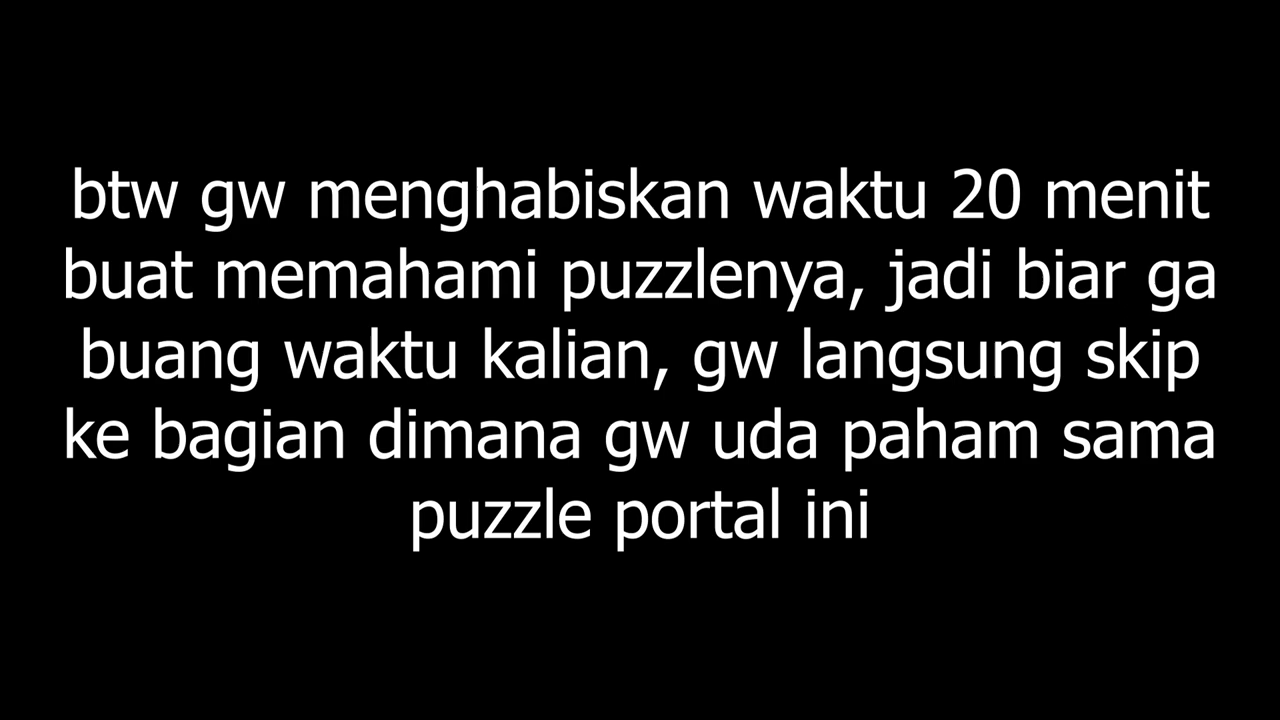 btw gw menghabiskan waktu 20 menit
buat memahami puzzlenya, jadi biar ga
buang waktu kalian, gw langsung skip
ke bagian dimana gw uda paham sama
puzzle portal ini